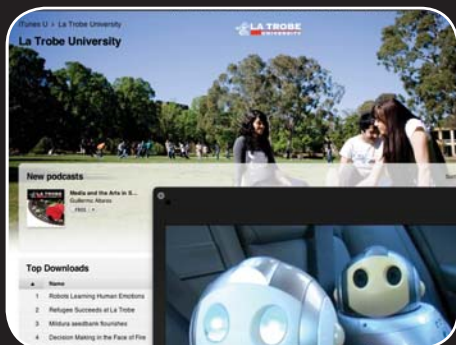 iTunes U > La Trobe University
La Trobe University
LA TROBE
UNIVERSITY
New podcasts
Media and the Arts in S...
Guillermo Altares
FREE
Top Downloads
Name
1 Robots Learning Human Emotions
2 Refugee Succeeds at La Trobe
3 Mildura seedbank flourishes
4 Decision Making in the Face of Fire